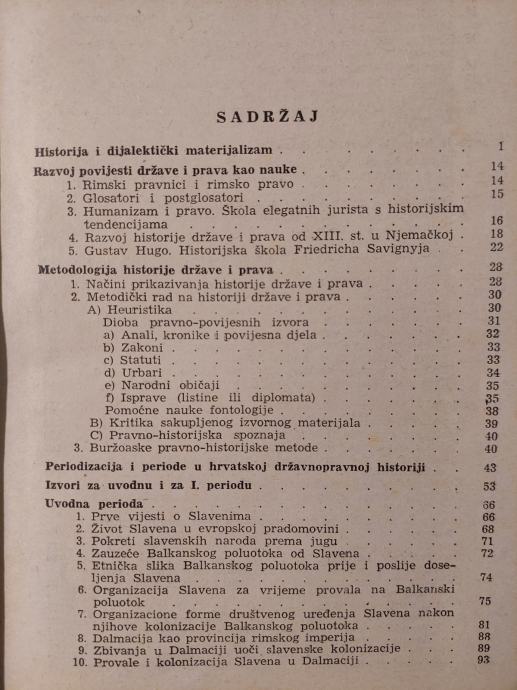 SADRŽAJ
Historija i dijalektički materijalizam . . . . . . . 1
Razvoj povijesti države i prava kao nauke . . . . . . 14
1. Rimski pravnici i rimsko pravo . . . . . . 14
2. Glosatori i postglosatori . . . . . . . 15
3. Humanizam i pravo. Škola elegatnih jurista s historijskim
tendencijama . . . . . . . . . 16
4. Razvoj historije države i prava od XIII. st. u Njemačkoj . 18
5. Gustav Hugo. Historijska škola Friedricha Savignyja . . 22
Metodologija historije države i prava . . . . . . . 28
1. Načini prikazivanja historije države i prava . . . . 28
2. Metodički rad na historiji države i prava . . . . . 30
A) Heuristika . . . . . . . . . 30
Dioba pravno-povijesnih izvora . . . . . 31
a) Anali, kronike i povijesna djela . . . . . 32
b) Zakoni . . . . . . . . . 33
c) Statuti . . . . . . . . . 33
d) Urbari . . . . . . . . . 34
e) Narodni običaji . . . . . . . 35
f) Isprave (listine ili diplomata) . . . . . 35
Pomoćne nauke fontologije . . . . . . 38
B) Kritika sakupljenog izvornog materijala . . . . 39
C) Pravno-historijska spoznaja . . . . . . 40
3. Buržoaske pravno-historijske metode . . . . . 40
Periodizacija i periode u hrvatskoj državnopravnoj historiji . . 43
Izvori za uvodnu i za I. periodu . . . . . . . 53
Uvodna perioda . . . . . . . . . . 66
1. Prve vijesti o Slavenima . . . . . . . 66
2. Život Slavena u evropskoj pradomovini . . . . 68
3. Pokreti slavenskih naroda prema jugu . . . . 71
4. Zauzeće Balkanskog poluotoka od Slavena . . . . 72
5. Etnička slika Balkanskog poluotoka prije i poslije dose-
ljenja Slavena . . . . . . . . . 74
6. Organizacija Slavena za vrijeme provala na Balkanski
poluotok . . . . . . . . . . 75
7. Organizacione forme društvenog uređenja Slavena nakon
njihove kolonizacije Balkanskog poluotoka . . . . 81
8. Dalmacija kao provincija rimskog imperija . . . . 88
9. Zbivanja u Dalmaciji uoči slavenske kolonizacije . . . 89
10. Provale i kolonizacija Slavena u Dalmaciji . . . . 93